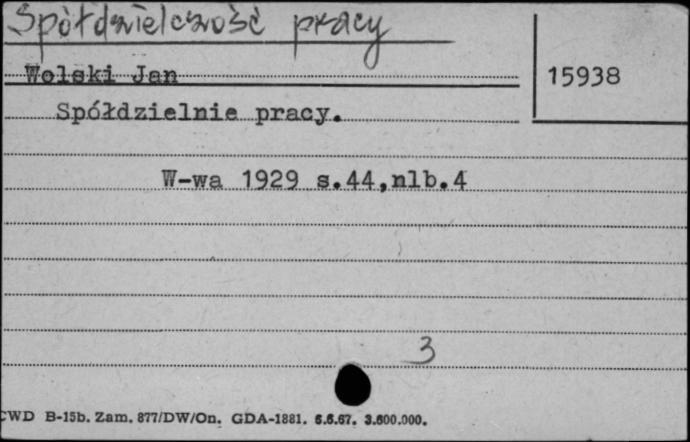 Spółdzielczość pracy
Wolski Jan
15938
Spółdzielnie pracy.
W-wa 1929 s.44,nlb.4
3
CWD B-15b. Zam. 877/DW/On. GDA-1881. 6.6.67. 3.600.000.